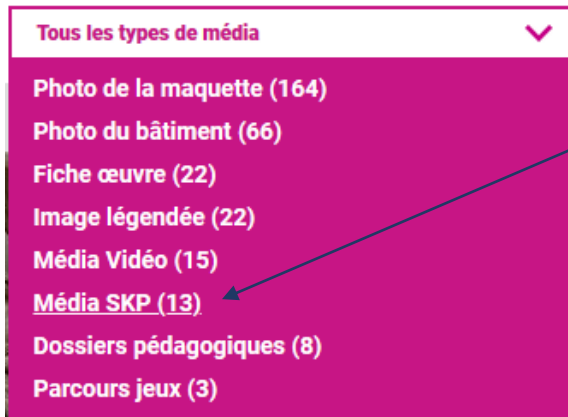 Tous les types de média
Photo de la maquette (164)
Photo du bâtiment (66)
Fiche œuvre (22)
Image légendée (22)
Média Vidéo (15)
Média SKP (13)
Dossiers pédagogiques (8)
Parcours jeux (3)